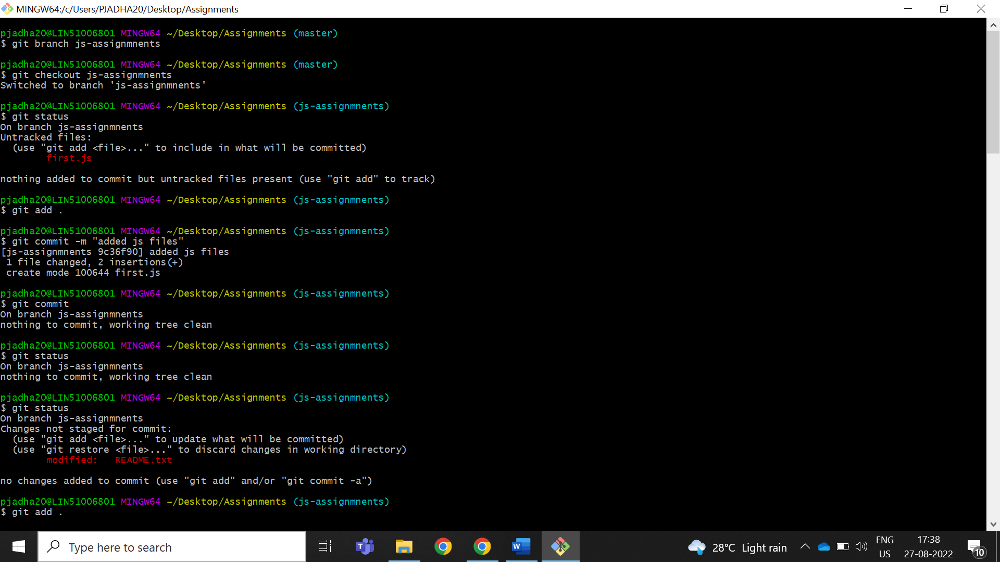 MINGW64:/c/Users/PJADHA20/Desktop/Assignments
pjadha20@LIN51006801 MINGW64 ~/Desktop/Assignments (master)
$ git branch js-assignmnents
pjadha20@LIN51006801 MINGW64 ~/Desktop/Assignments (master)
$ git checkout js-assignmnents
Switched to branch 'js-assignmnents'
pjadha20@LIN51006801 MINGW64 ~/Desktop/Assignments (js-assignmnents)
$ git status
On branch js-assignmnents
Untracked files:
  (use "git add <file>..." to include in what will be committed)
        first.js
nothing added to commit but untracked files present (use "git add" to track)
pjadha20@LIN51006801 MINGW64 ~/Desktop/Assignments (js-assignmnents)
$ git add .
pjadha20@LIN51006801 MINGW64 ~/Desktop/Assignments (js-assignmnents)
$ git commit -m "added js files"
[js-assignmnents 9c36f90] added js files
 1 file changed, 2 insertions(+)
 create mode 100644 first.js
pjadha20@LIN51006801 MINGW64 ~/Desktop/Assignments (js-assignmnents)
$ git commit
On branch js-assignmnents
nothing to commit, working tree clean
pjadha20@LIN51006801 MINGW64 ~/Desktop/Assignments (js-assignmnents)
$ git status
On branch js-assignmnents
nothing to commit, working tree clean
pjadha20@LIN51006801 MINGW64 ~/Desktop/Assignments (js-assignmnents)
$ git status
On branch js-assignmnents
Changes not staged for commit:
  (use "git add <file>..." to update what will be committed)
  (use "git restore <file>..." to discard changes in working directory)
        modified:   README.txt
no changes added to commit (use "git add" and/or "git commit -a")
pjadha20@LIN51006801 MINGW64 ~/Desktop/Assignments (js-assignmnents)
$ git add .
Type here to search
T
W
28°C Light rain
ENG
US
17:38
27-08-2022
10